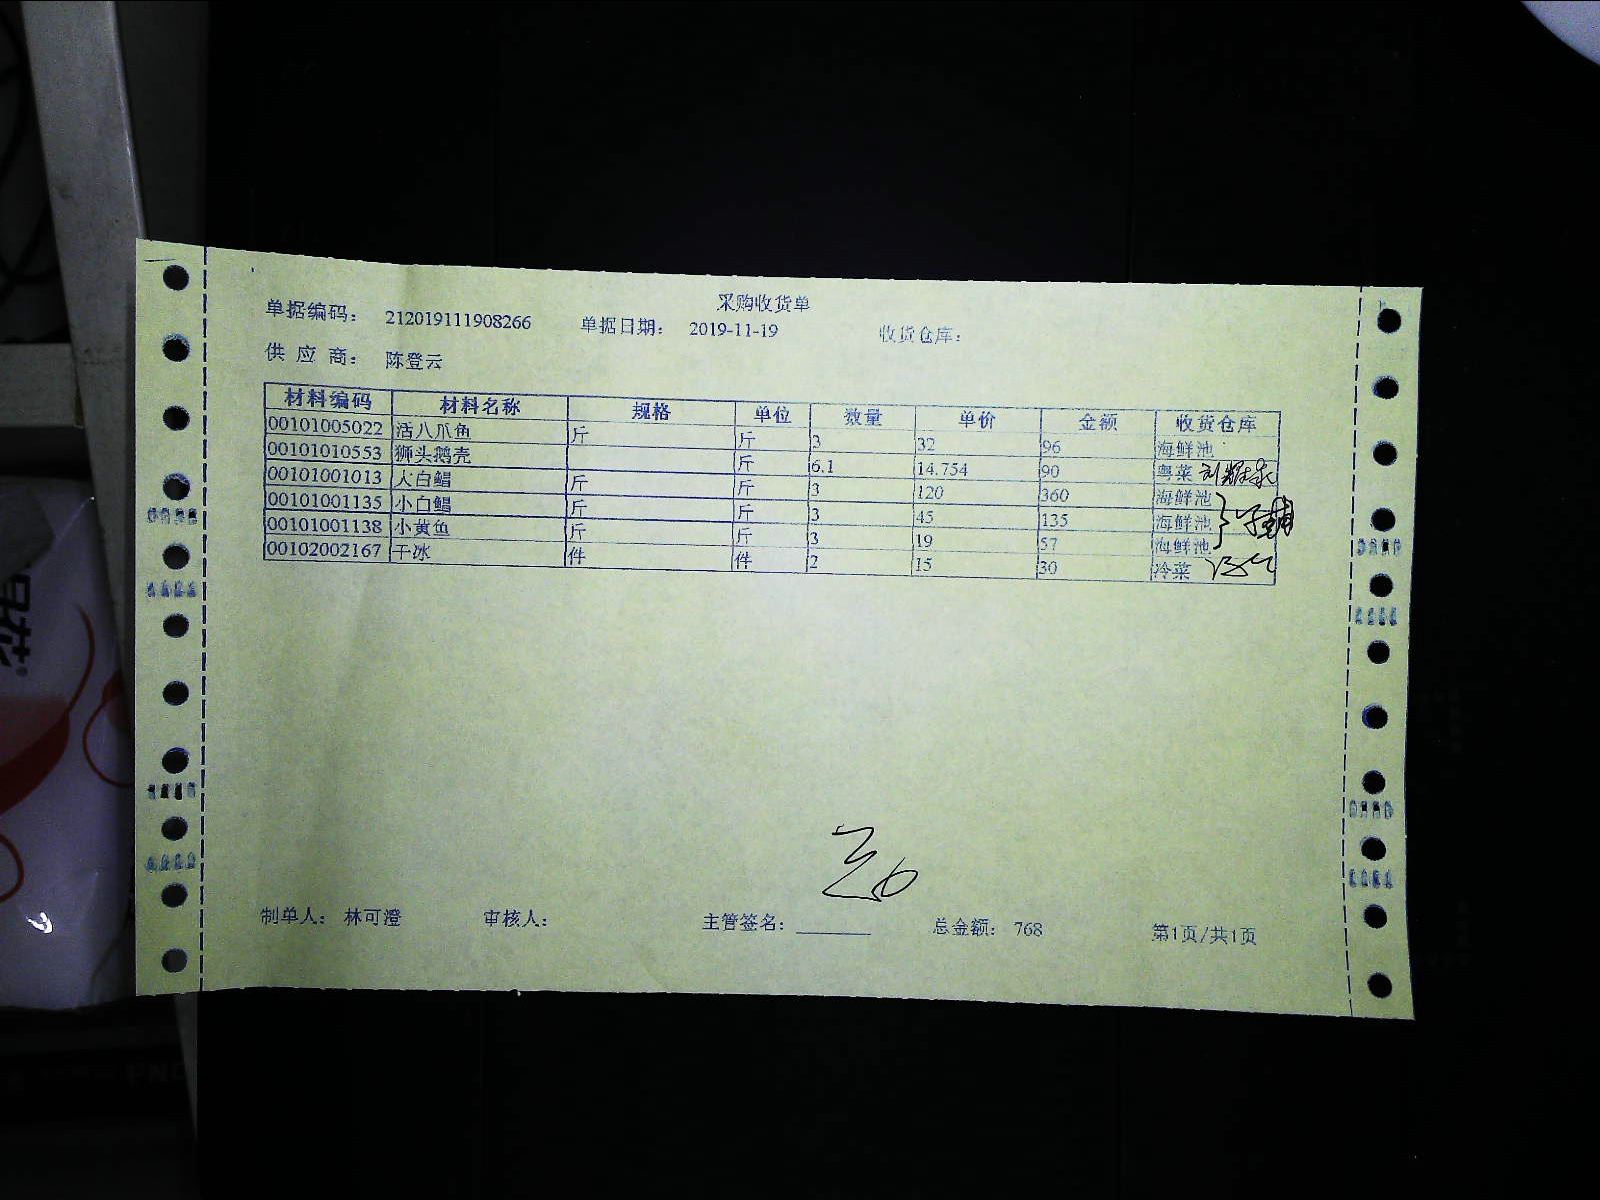 采购收货单
单据编码： 212019111908266 单据日期： 2019-11-19 收货仓库：
供 应 商： 陈登云
材料编码 材料名称 规格 单位 数量 单价 金额 收货仓库
00101005022 活八爪鱼 斤 斤 3 32 96 海鲜池
00101010553 狮头鹅壳 斤 6.1 14.754 90 粤菜
00101001013 大白鲳 斤 斤 3 120 360 海鲜池
00101001135 小白鲳 斤 斤 3 45 135 海鲜池
00101001138 小黄鱼 斤 斤 3 19 57 海鲜池
00102002167 干冰 件 件 2 15 30 冷菜
制单人： 林可澄 审核人： 主管签名： 总金额： 768 第1页/共1页